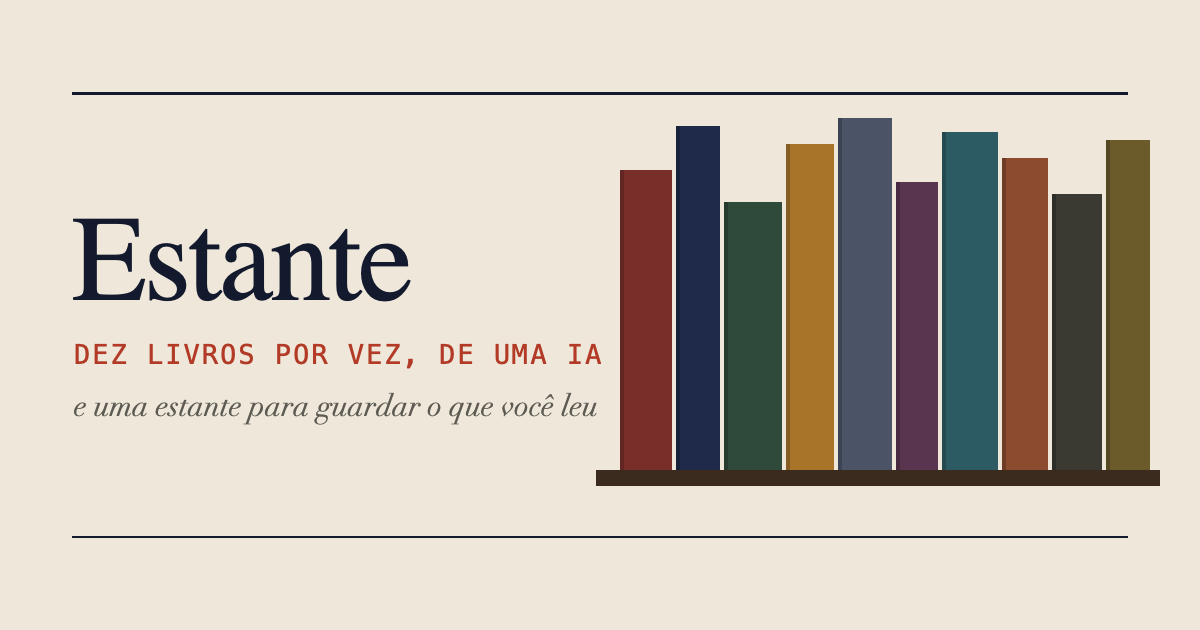 Estante
DEZ LIVROS POR VEZ, DE UMA IA
e uma estante para guardar o que você leu